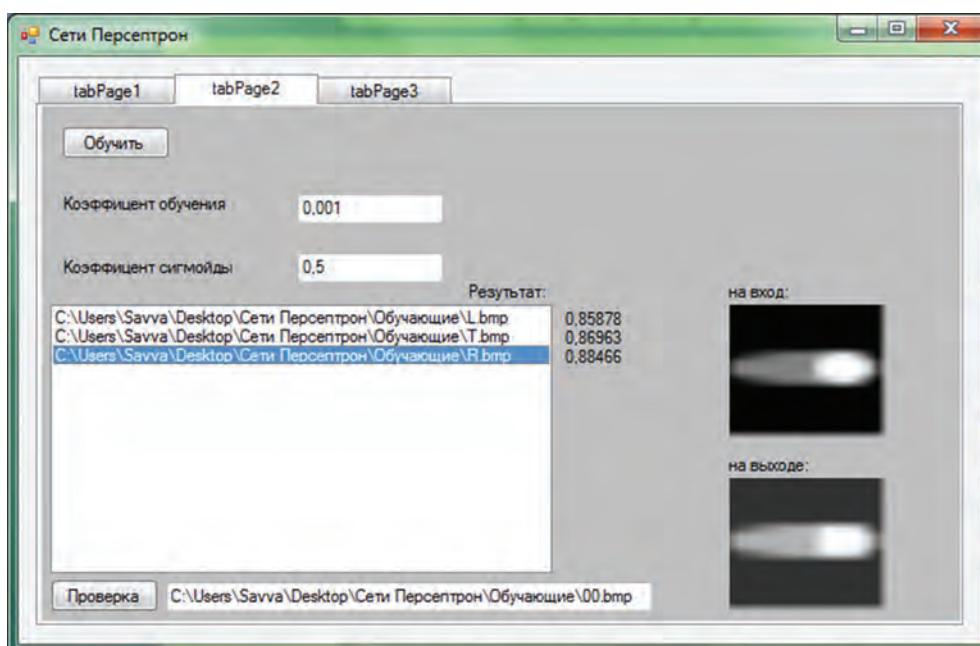 Сети Персептрон
tabPage1 tabPage2 tabPage3
Обучить
Коэффицент обучения 0,001
Коэффицент сигмойды 0,5
Результат: на вход:
C:\Users\Savva\Desktop\Сети Персептрон\Обучающие\L.bmp 0,85878
C:\Users\Savva\Desktop\Сети Персептрон\Обучающие\T.bmp 0,86963
C:\Users\Savva\Desktop\Сети Персептрон\Обучающие\R.bmp 0,88466
на выходе:
Проверка C:\Users\Savva\Desktop\Сети Персептрон\Обучающие\00.bmp